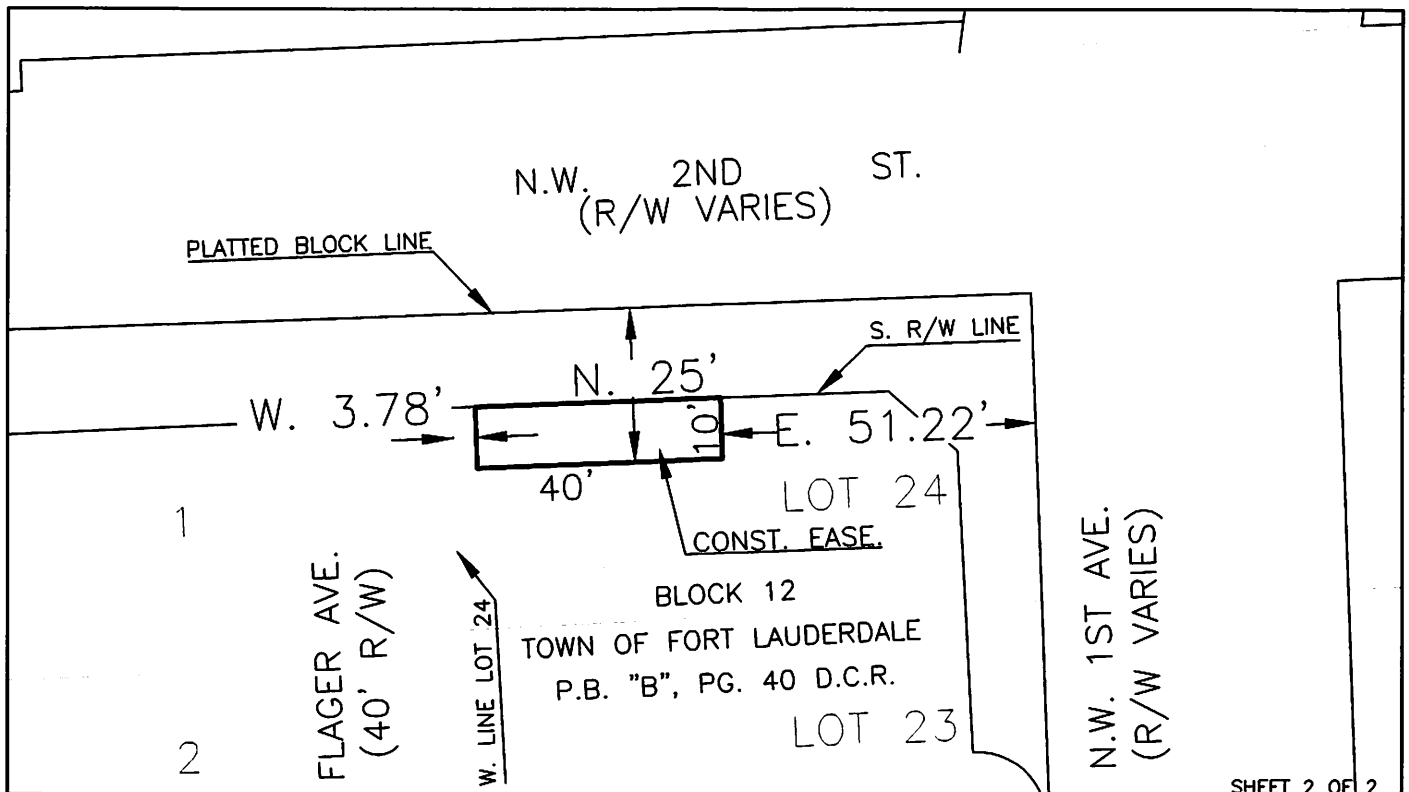 N.W. 2ND ST.
(R/W VARIES)
PLATTED BLOCK LINE
S. R/W LINE
N. 25'
W. 3.78'
10'
E. 51.22'
40'
LOT 24
1
CONST. EASE.
FLAGER AVE.
(40' R/W)
W. LINE LOT 24
BLOCK 12
TOWN OF FORT LAUDERDALE
P.B. "B", PG. 40 D.C.R.
N.W. 1ST AVE.
(R/W VARIES)
LOT 23
2
SHEET 2 OF 2